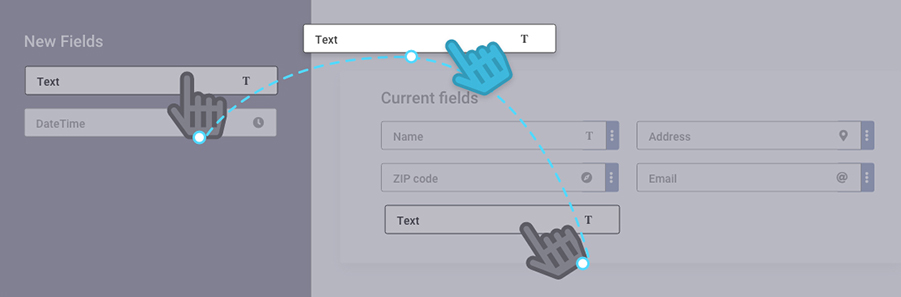 New Fields
Text T
DateTime
Text T
Current fields
Name T
Address
ZIP code
Email @
Text T